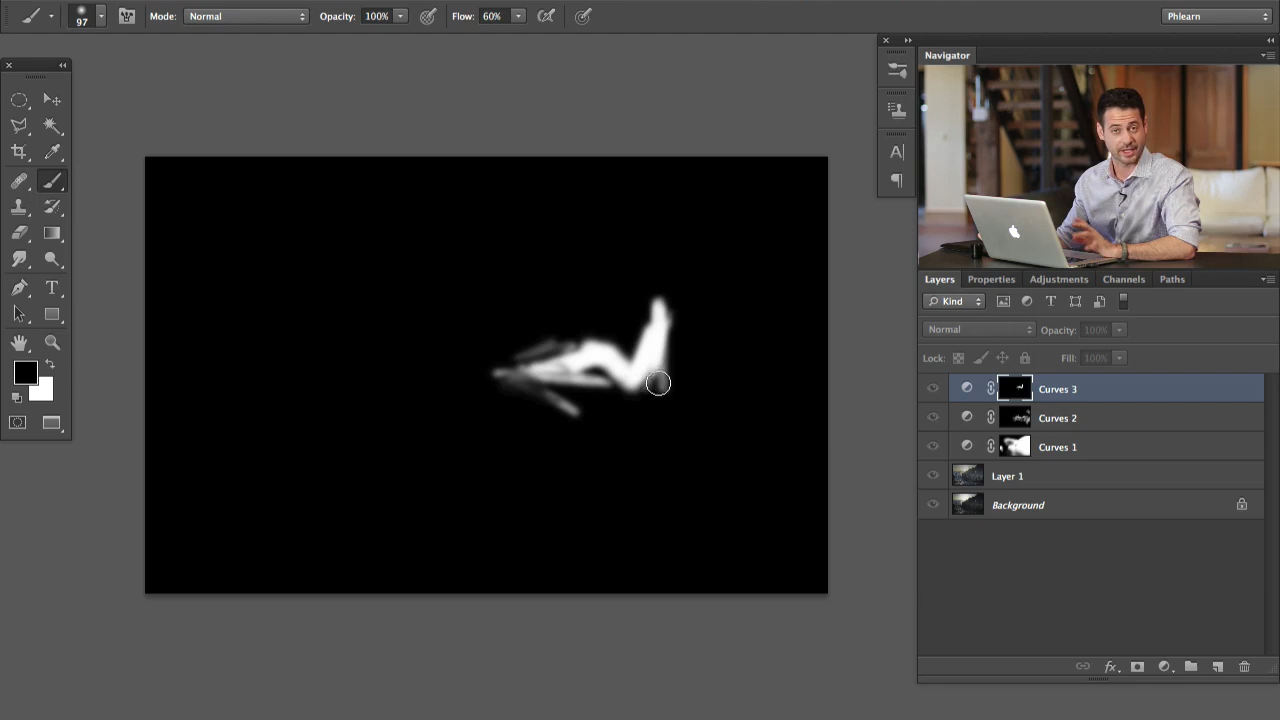 97 Mode: Normal Opacity: 100% Flow: 60% Phlearn
Navigator
A
T
Layers Properties Adjustments Channels Paths
Kind T
Normal Opacity: 100%
Lock: Fill: 100%
Curves 3
Curves 2
Curves 1
Layer 1
Background
fx